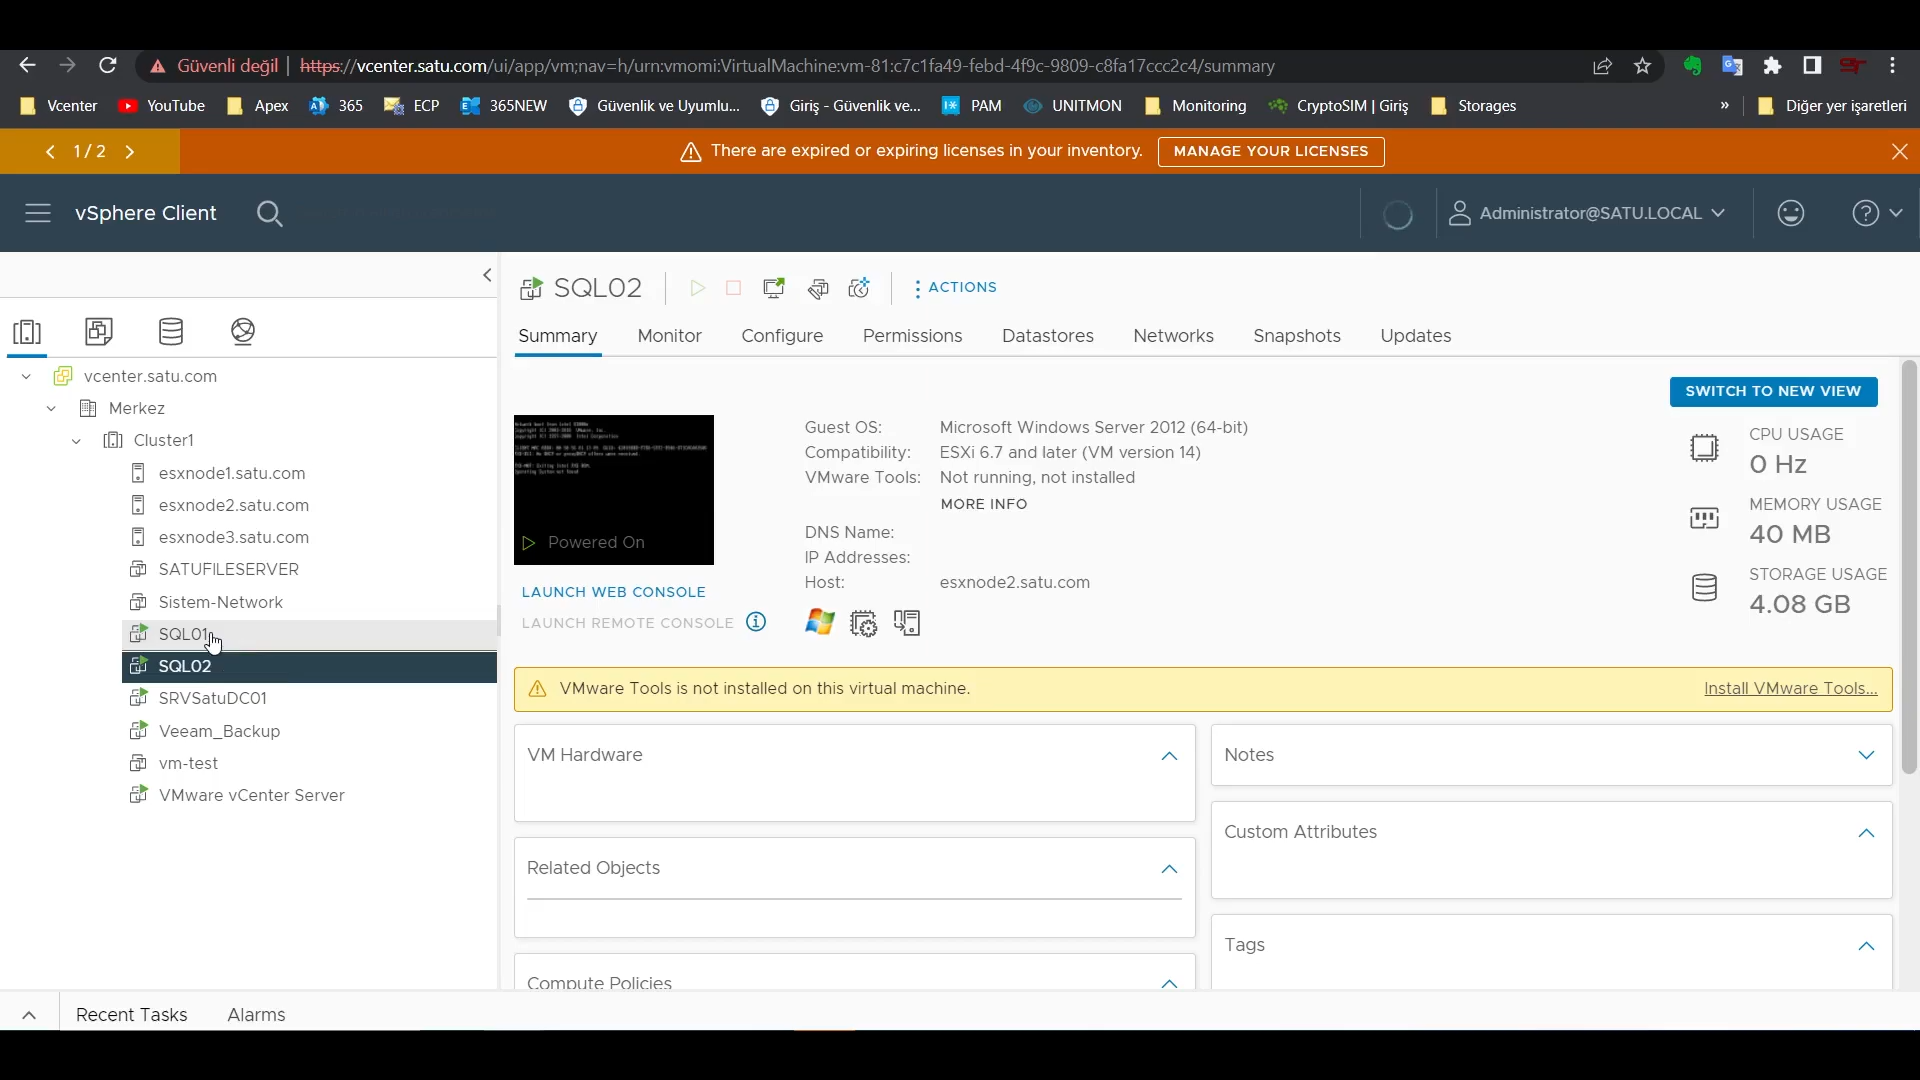 Güvenli değil | https://vcenter.satu.com/ui/app/vm;nav=h/urn:vmomi:VirtualMachine:vm-81:c7c1fa49-febd-4f9c-9809-c8fa17ccc2c4/summary
Vcenter YouTube Apex 365 ECP 365NEW Güvenlik ve Uyumlu... Giriş - Güvenlik ve... PAM UNITMON Monitoring CryptoSIM | Giriş Storages » Diğer yer işaretleri
1 / 2 There are expired or expiring licenses in your inventory. MANAGE YOUR LICENSES
vSphere Client Administrator@SATU.LOCAL
SQL02 ACTIONS
Summary Monitor Configure Permissions Datastores Networks Snapshots Updates
vcenter.satu.com
Merkez
Cluster1
esxnode1.satu.com
esxnode2.satu.com
esxnode3.satu.com
SATUFILESERVER
Sistem-Network
SQL01
SQL02
SRVSatuDC01
Veeam_Backup
vm-test
VMware vCenter Server
SWITCH TO NEW VIEW
Powered On
LAUNCH WEB CONSOLE
LAUNCH REMOTE CONSOLE
Guest OS: Microsoft Windows Server 2012 (64-bit)
Compatibility: ESXi 6.7 and later (VM version 14)
VMware Tools: Not running, not installed
MORE INFO
DNS Name:
IP Addresses:
Host: esxnode2.satu.com
CPU USAGE
0 Hz
MEMORY USAGE
40 MB
STORAGE USAGE
4.08 GB
VMware Tools is not installed on this virtual machine. Install VMware Tools...
VM Hardware
Related Objects
Compute Policies
Notes
Custom Attributes
Tags
Recent Tasks Alarms